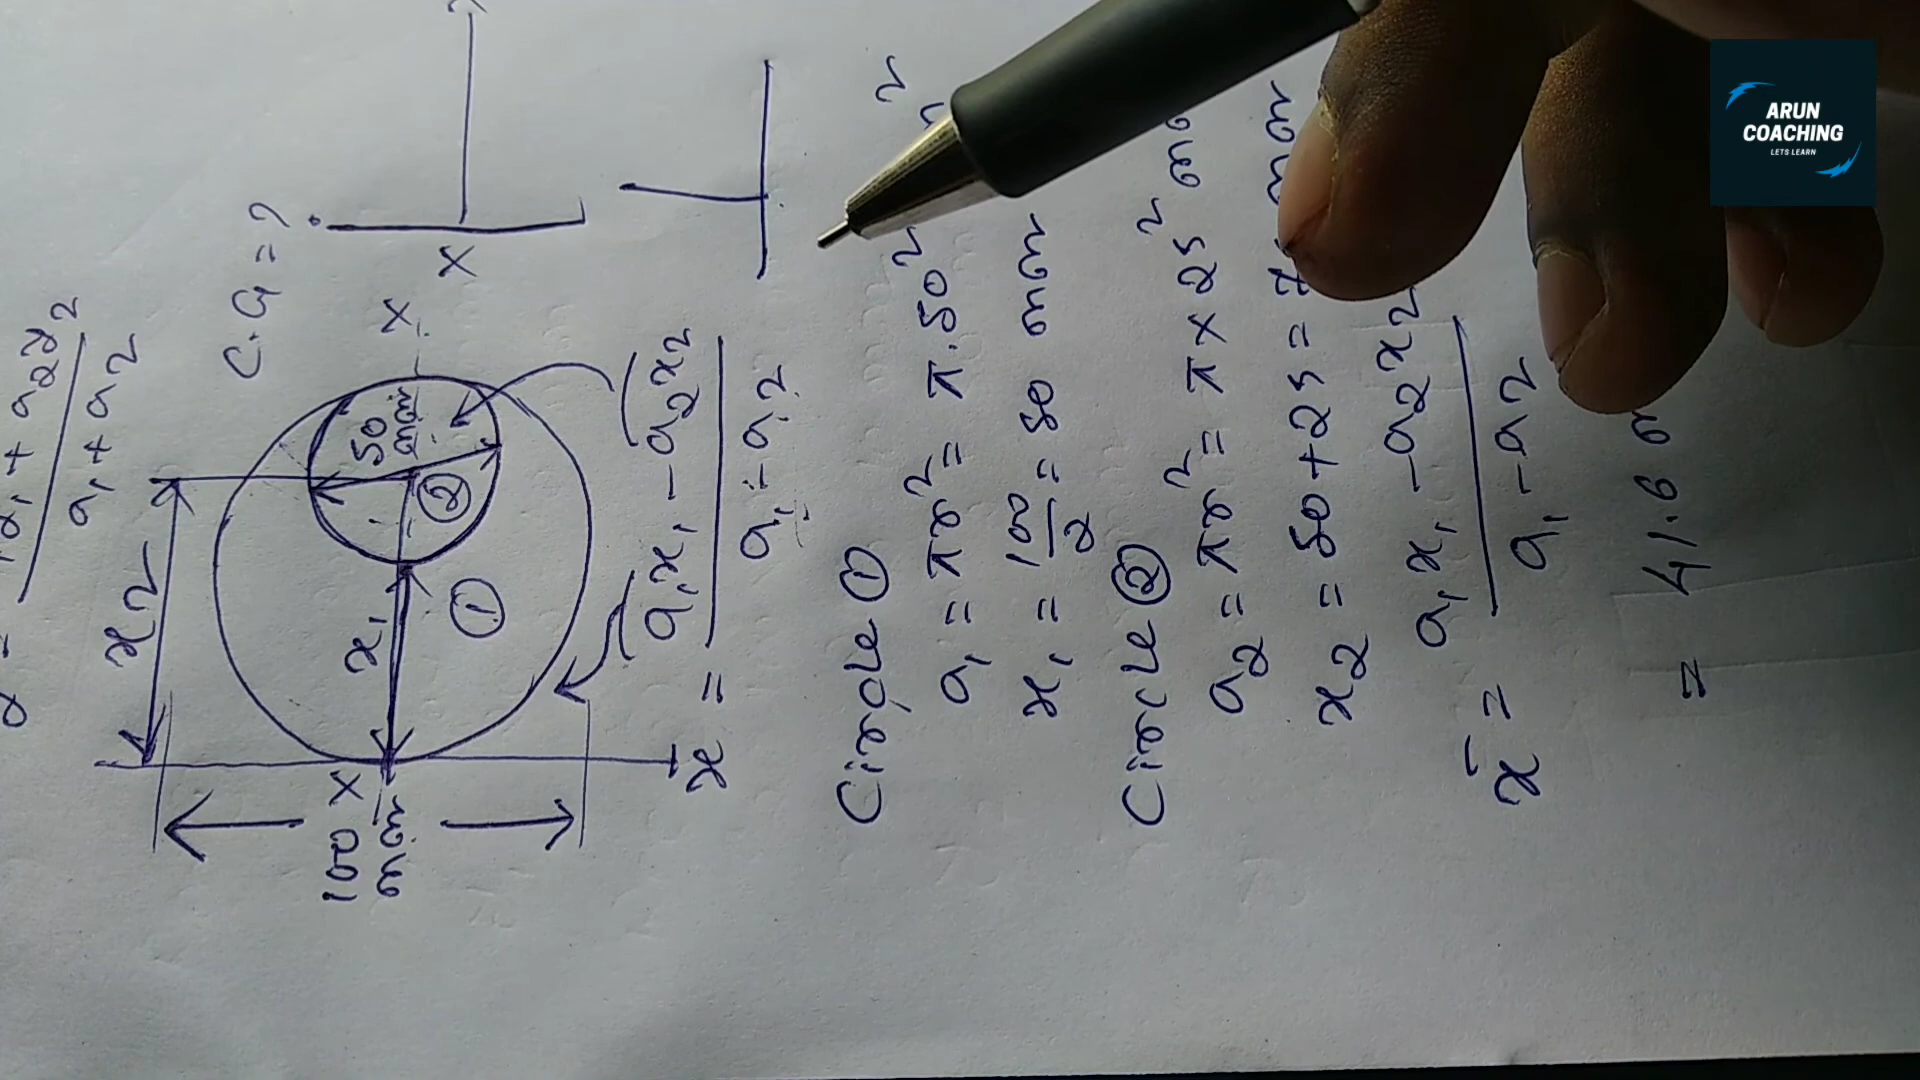 a₁ + a₂
C.G = ?
x₂
50
mm
②
x₁
①
X
X
X
100
mm
x̄ = a₁x₁ - a₂x₂ / a₁ - a₂
Circle ①
a₁ = πr² = π.50²
x₁ = 100/2 = 50 mm
Circle ②
a₂ = πr² = π x 25²
x₂ = 50+25 =
x̄ = a₁x₁ - a₂x₂ / a₁ - a₂
= 41.6
ARUN
COACHING
LETS LEARN